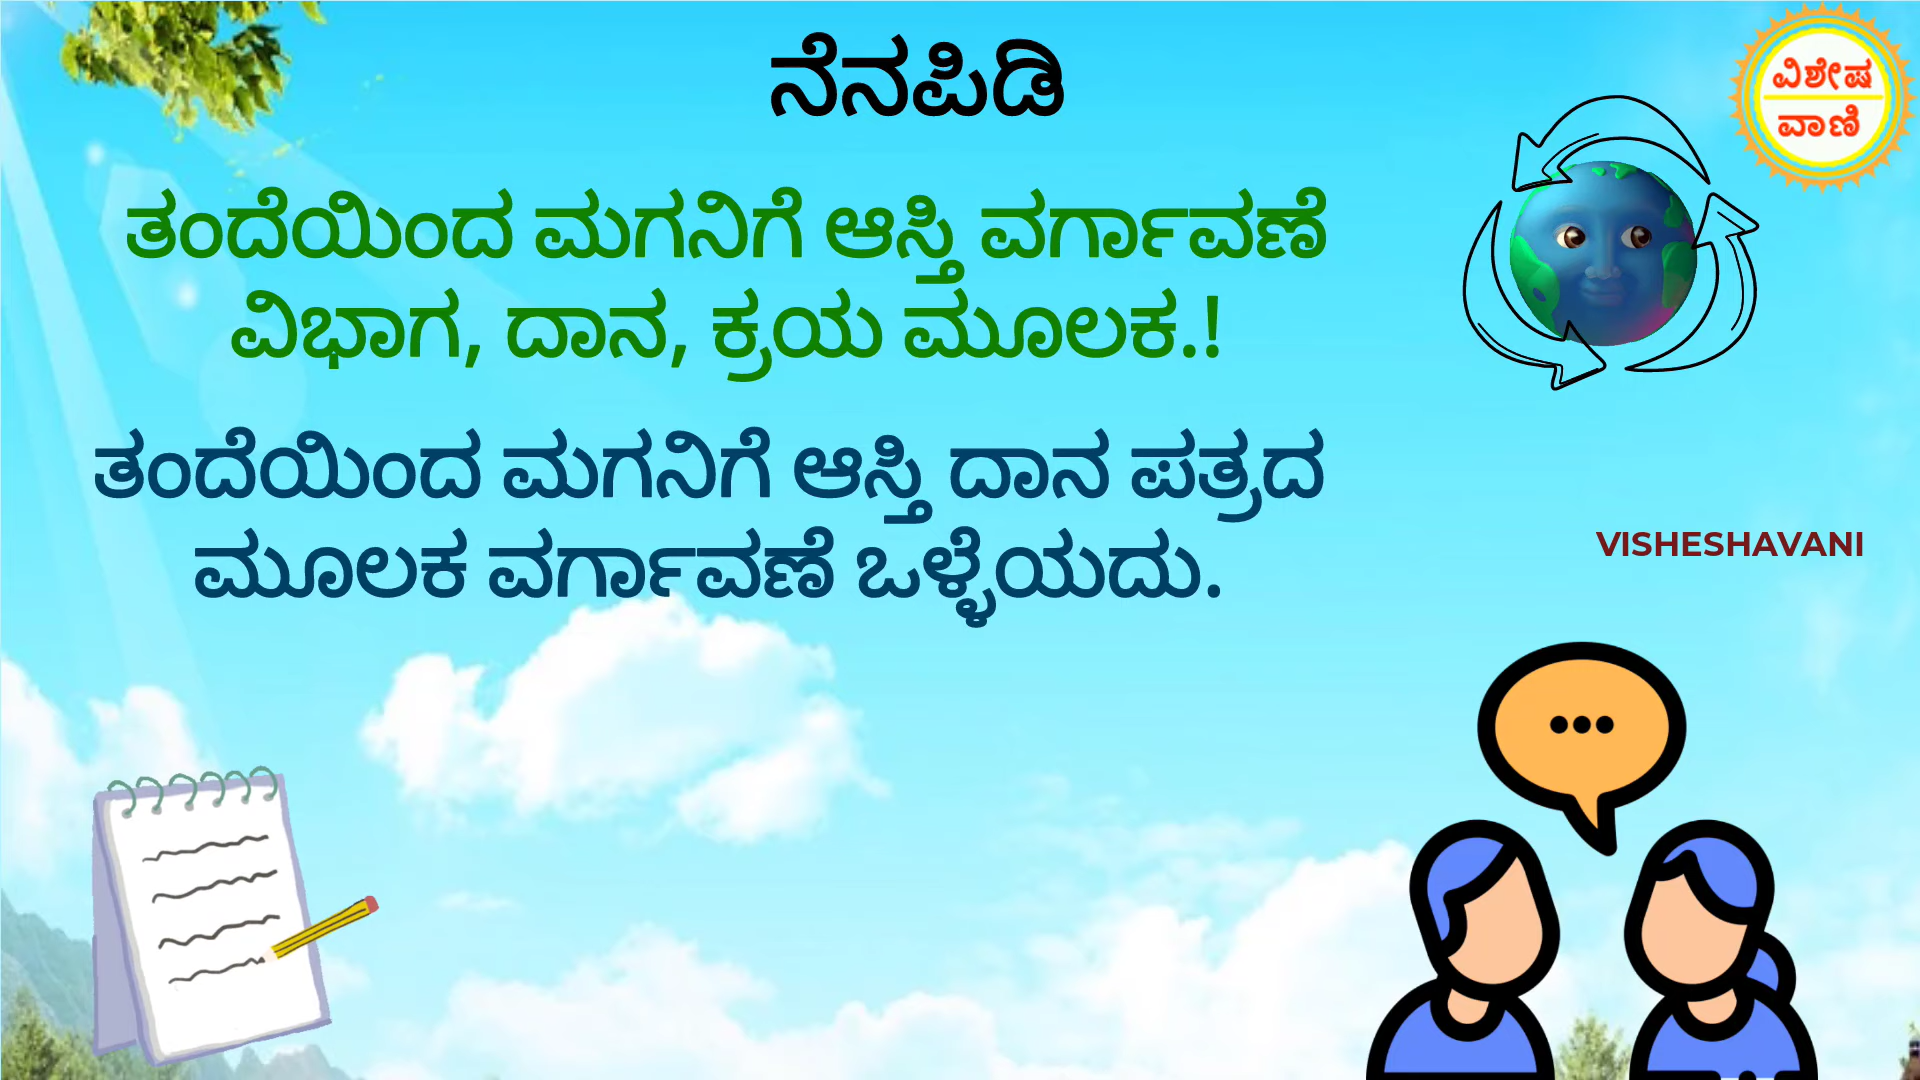 ನೆನಪಿಡಿ
ವಿಶೇಷ
ವಾಣಿ
ತಂದೆಯಿಂದ ಮಗನಿಗೆ ಆಸ್ತಿ ವರ್ಗಾವಣೆ
ವಿಭಾಗ, ದಾನ, ಕ್ರಯ ಮೂಲಕ.!
ತಂದೆಯಿಂದ ಮಗನಿಗೆ ಆಸ್ತಿ ದಾನ ಪತ್ರದ
ಮೂಲಕ ವರ್ಗಾವಣೆ ಒಳ್ಳೆಯದು.
VISHESHAVANI